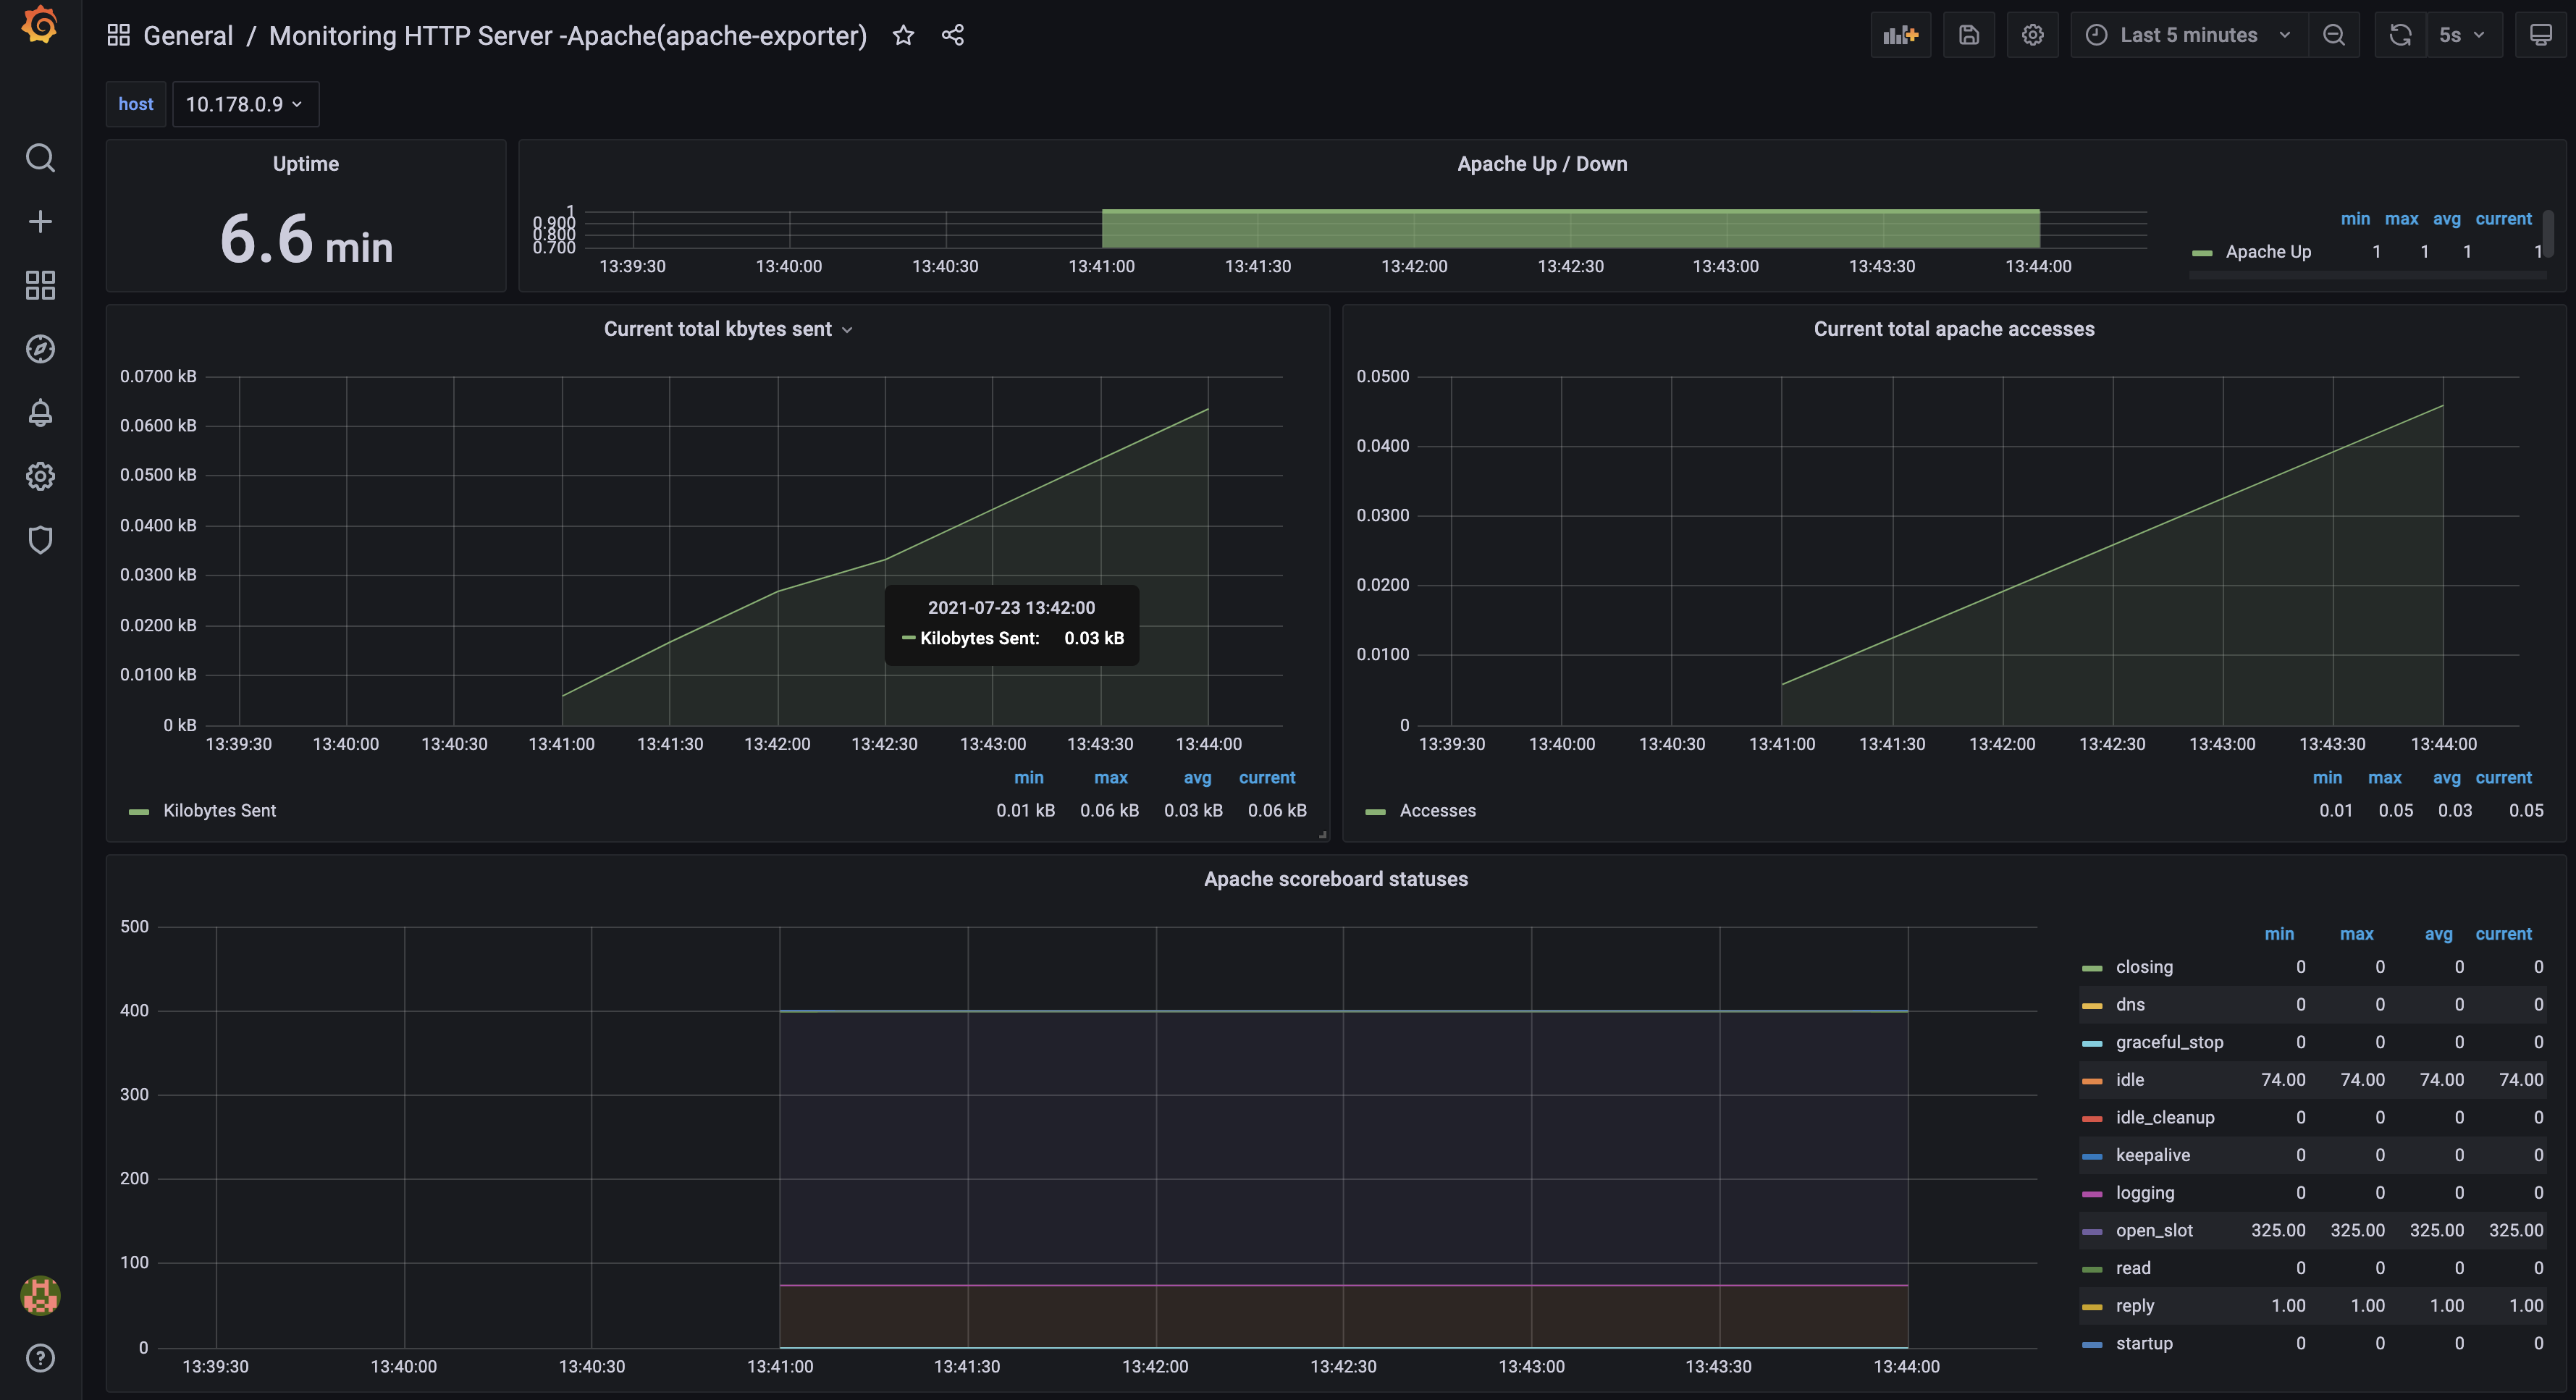 General / Monitoring HTTP Server -Apache(apache-exporter)
Last 5 minutes
5s
host 10.178.0.9
Uptime
6.6 min
Apache Up / Down
1
0.900
0.800
0.700
13:39:30 13:40:00 13:40:30 13:41:00 13:41:30 13:42:00 13:42:30 13:43:00 13:43:30 13:44:00
min max avg current
Apache Up 1 1 1 1
Current total kbytes sent
0.0700 kB
0.0600 kB
0.0500 kB
0.0400 kB
0.0300 kB
0.0200 kB
0.0100 kB
0 kB
13:39:30 13:40:00 13:40:30 13:41:00 13:41:30 13:42:00 13:42:30 13:43:00 13:43:30 13:44:00
2021-07-23 13:42:00
Kilobytes Sent: 0.03 kB
min max avg current
Kilobytes Sent 0.01 kB 0.06 kB 0.03 kB 0.06 kB
Current total apache accesses
0.0500
0.0400
0.0300
0.0200
0.0100
0
13:39:30 13:40:00 13:40:30 13:41:00 13:41:30 13:42:00 13:42:30 13:43:00 13:43:30 13:44:00
min max avg current
Accesses 0.01 0.05 0.03 0.05
Apache scoreboard statuses
500
400
300
200
100
0
13:39:30 13:40:00 13:40:30 13:41:00 13:41:30 13:42:00 13:42:30 13:43:00 13:43:30 13:44:00
min max avg current
closing 0 0 0 0
dns 0 0 0 0
graceful_stop 0 0 0 0
idle 74.00 74.00 74.00 74.00
idle_cleanup 0 0 0 0
keepalive 0 0 0 0
logging 0 0 0 0
open_slot 325.00 325.00 325.00 325.00
read 0 0 0 0
reply 1.00 1.00 1.00 1.00
startup 0 0 0 0